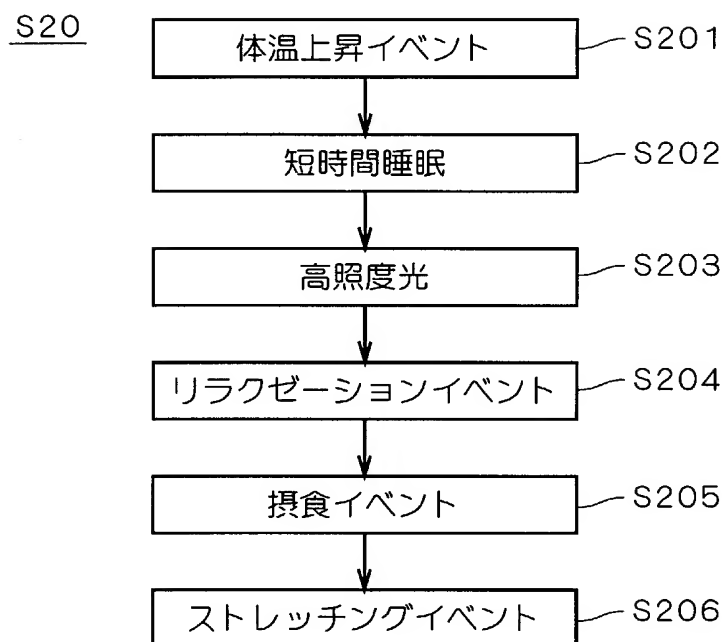 S20
体温上昇イベント S201
短時間睡眠 S202
高照度光 S203
リラクゼーションイベント S204
摂食イベント S205
ストレッチングイベント S206